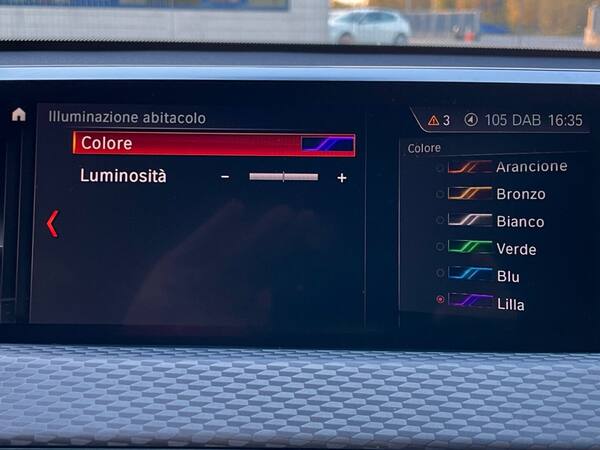 Illuminazione abitacolo
Colore
Luminosità - +
3 105 DAB 16:35
Colore
Arancione
Bronzo
Bianco
Verde
Blu
Lilla